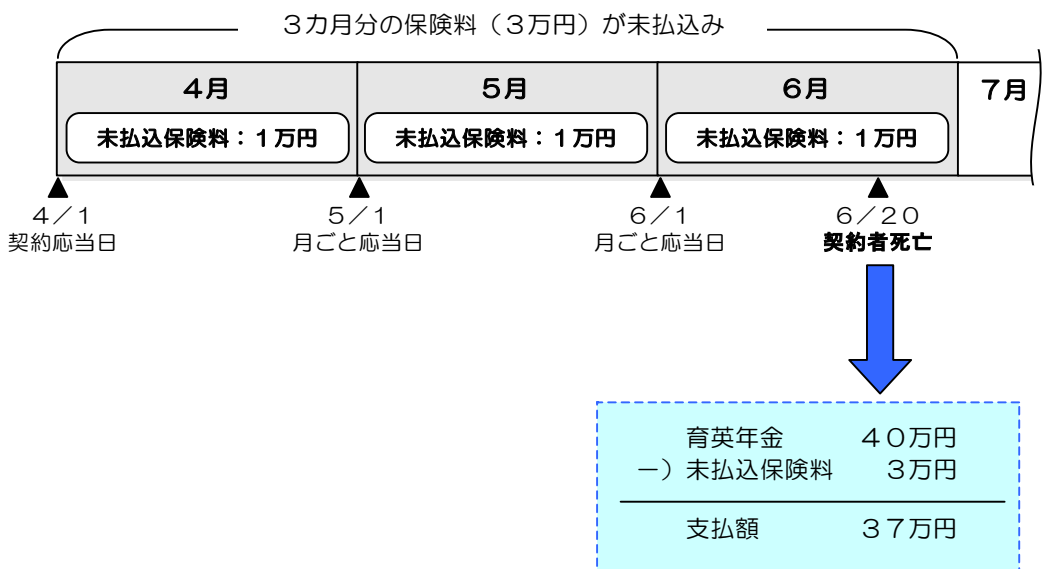 3カ月分の保険料（3万円）が未払込み
4月 5月 6月 7月
未払込保険料：1万円 未払込保険料：1万円 未払込保険料：1万円
4／1 5／1 6／1 6／20
契約応当日 月ごと応当日 月ごと応当日 契約者死亡
育英年金 40万円
－）未払込保険料 3万円
支払額 37万円